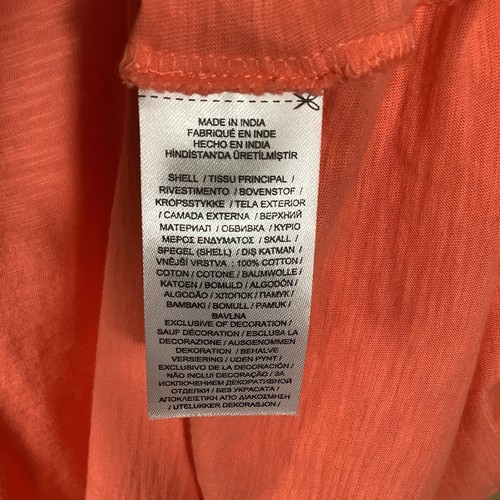 MADE IN INDIA
FABRIQUÉ EN INDE
HECHO EN INDIA
HİNDİSTAN'DA ÜRETİLMİŞTİR
SHELL / TISSU PRINCIPAL /
RIVESTIMENTO / BOVENSTOF /
KROPSSTYKKE / TELA EXTERIOR
/ CAMADA EXTERNA / ВЕРХНИЙ
МАТЕРИАЛ / ОБВИВКА / ΚΥΡΙΟ
ΜΕΡΟΣ ΕΝΔΥΜΑΤΟΣ / SKALL /
SPEGEL (SHELL) / DIŞ KATMAN /
VNĚJŠÍ VRSTVA : 100% COTTON /
COTON / COTONE / BAUMWOLLE /
KATOEN / BOMULD / ALGODÓN /
ALGODÃO / ХЛОПОК / ПАМУК /
ΒΑΜΒΑΚΙ / BOMULL / PAMUK /
BAVLNA
EXCLUSIVE OF DECORATION /
SAUF DÉCORATION / ESCLUSA LA
DECORAZIONE / AUSGENOMMEN
DEKORATION / BEHALVE
VERSIERING / UDEN PYNT /
EXCLUSIVO DE LA DECORACIÓN /
NÃO INCLUI DECORAÇÃO / ЗА
ИСКЛЮЧЕНИЕМ ДЕКОРАТИВНОЙ
ОТДЕЛКИ / БЕЗ УКРАСАТА /
ΑΠΟΚΛΕΙΣΤΙΚΗ ΑΠΟ ΔΙΑΚΟΣΜΗΣΗ
/ UTELUKKER DEKORASJON /